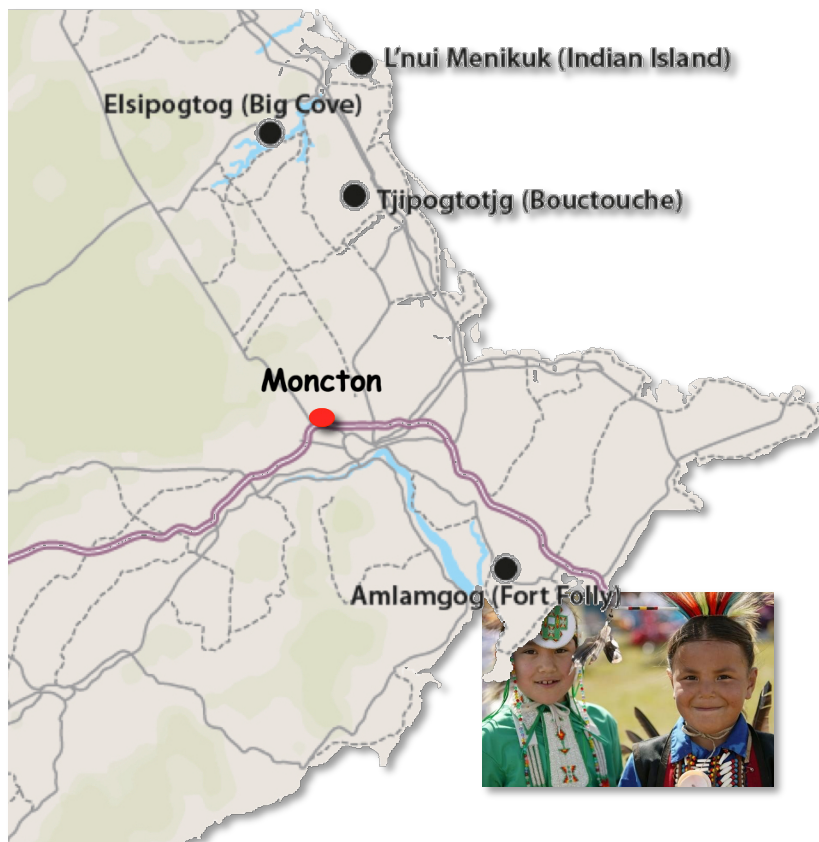 L'nui Menikuk (Indian Island)
Elsipogtog (Big Cove)
Tjipogtotjg (Bouctouche)
Moncton
Amlamgog (Fort Folly)